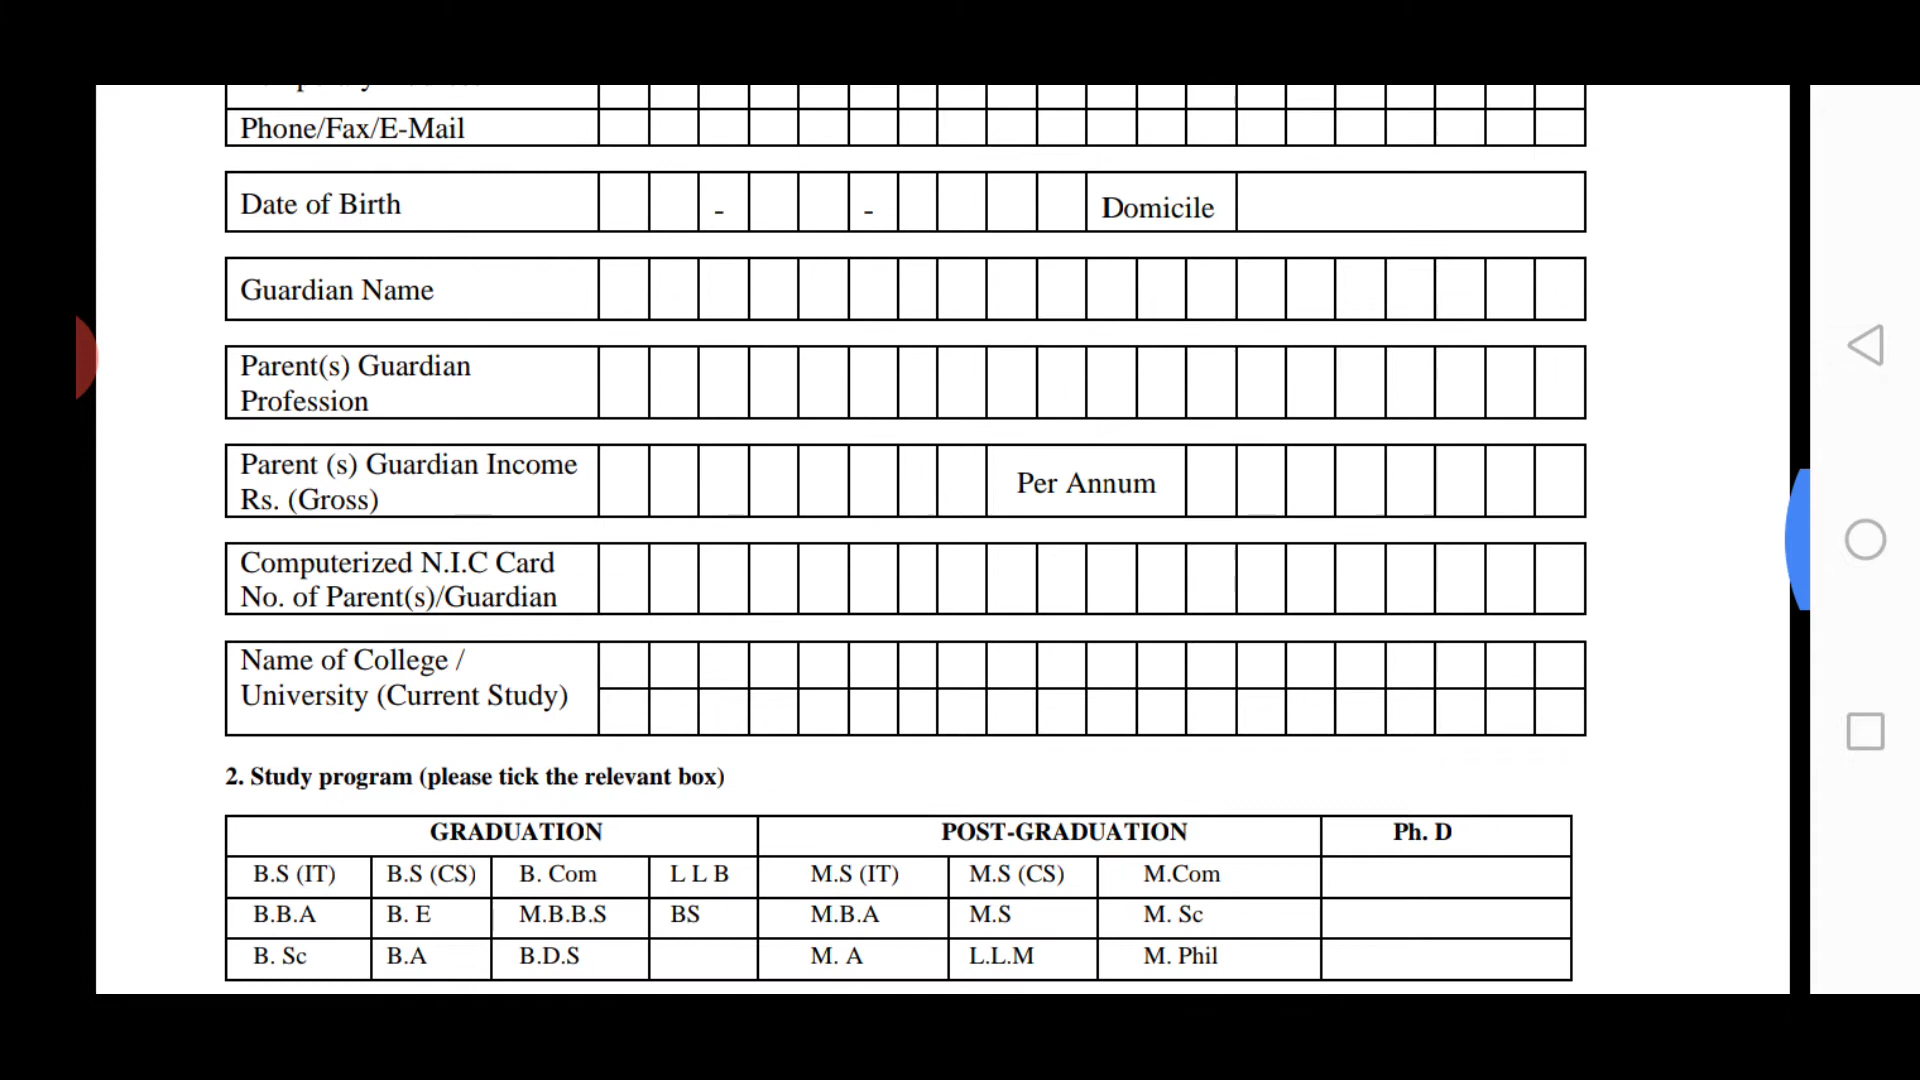 Phone/Fax/E-Mail
Date of Birth - - Domicile
Guardian Name
Parent(s) Guardian
Profession
Parent (s) Guardian Income
Rs. (Gross)
Per Annum
Computerized N.I.C Card
No. of Parent(s)/Guardian
Name of College /
University (Current Study)
2. Study program (please tick the relevant box)
GRADUATION POST-GRADUATION Ph. D
B.S (IT) B.S (CS) B. Com L L B M.S (IT) M.S (CS) M.Com
B.B.A B. E M.B.B.S BS M.B.A M.S M. Sc
B. Sc B.A B.D.S M. A L.L.M M. Phil